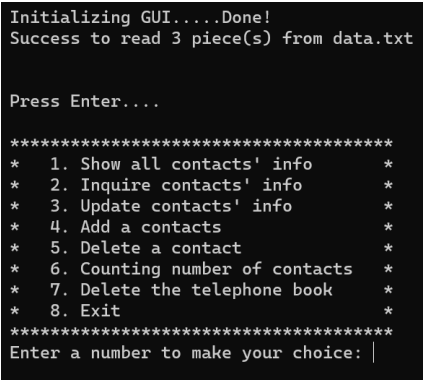 Initializing GUI.....Done!
Success to read 3 piece(s) from data.txt
Press Enter....
**************************************
*   1. Show all contacts' info       *
*   2. Inquire contacts' info        *
*   3. Update contacts' info         *
*   4. Add a contacts                *
*   5. Delete a contact              *
*   6. Counting number of contacts   *
*   7. Delete the telephone book     *
*   8. Exit                          *
**************************************
Enter a number to make your choice: